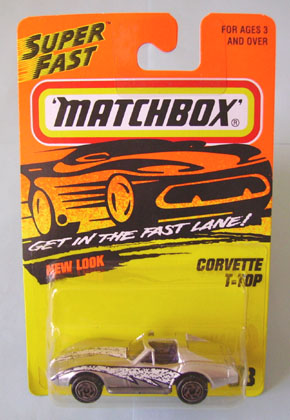 SUPER
FAST
FOR AGES 3
AND OVER
'MATCHBOX'®
GET IN THE FAST LANE!
NEW LOOK
CORVETTE
T-TOP